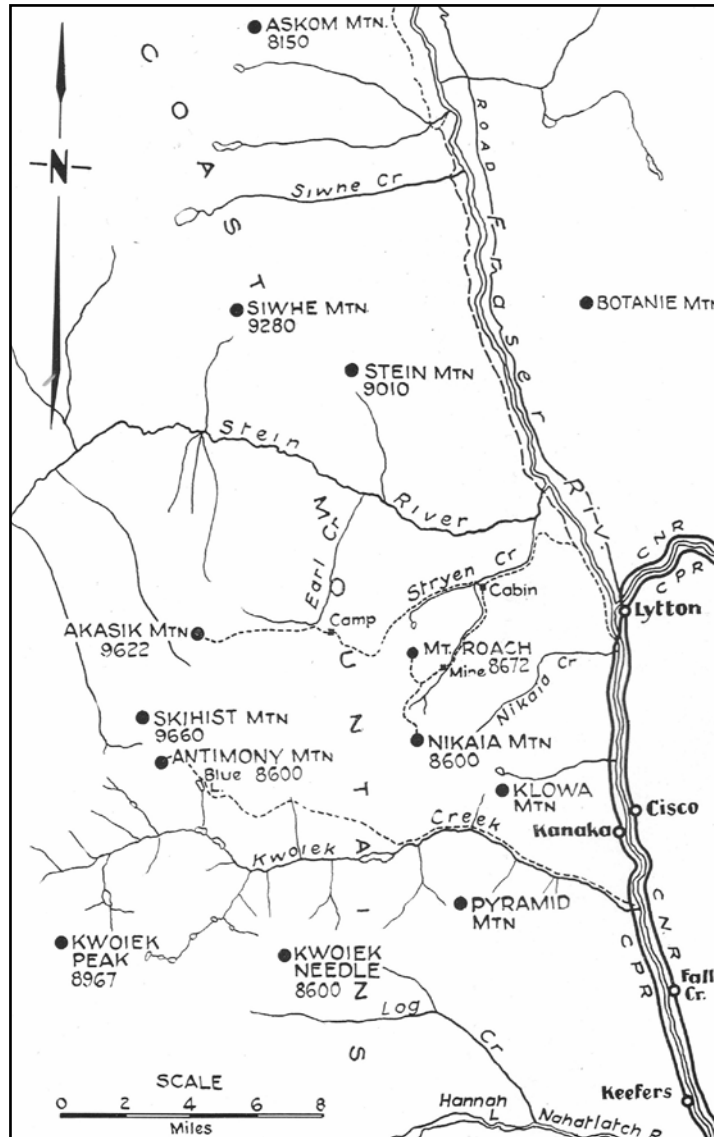 ASKOM MTN.
8150
COAST
MOUNTAINS
N
ROAD
Fraser River
Siwne Cr
SIWHE MTN.
9280
BOTANIE MTN
STEIN MTN
9010
Stein River
Earl Cr
Stryen Cr
CNR
CPR
Cabin
Lytton
Camp
AKASIK MTN
9622
MT. ROACH
8672
Mine
Nikaia Cr
SKIHIST MTN
9660
NIKAIA MTN
8600
ANTIMONY MTN
8600
Blue
L.
KLOWA
MTN
Cisco
Kanaka
Kwoiek Creek
PYRAMID
MTN
C.N.R
CPR
KWOIEK
PEAK
8967
KWOIEK
NEEDLE
8600
Fall
Cr.
Log Cr
SCALE
0 2 4 6 8
Miles
Keefers
Hannah
L
Nahatlatch R